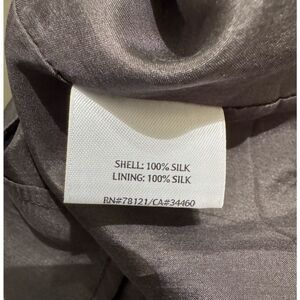 SHELL: 100% SILK
LINING: 100% SILK
RN#78121/CA#34460